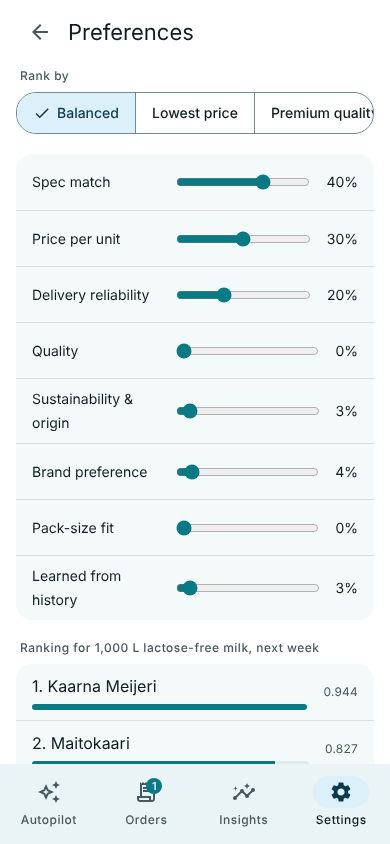 Preferences
Rank by
Balanced
Lowest price
Premium quality
Spec match 40%
Price per unit 30%
Delivery reliability 20%
Quality 0%
Sustainability &
origin 3%
Brand preference 4%
Pack-size fit 0%
Learned from
history 3%
Ranking for 1,000 L lactose-free milk, next week
1. Kaarna Meijeri 0.944
2. Maitokaari 0.827
1
Autopilot Orders Insights Settings